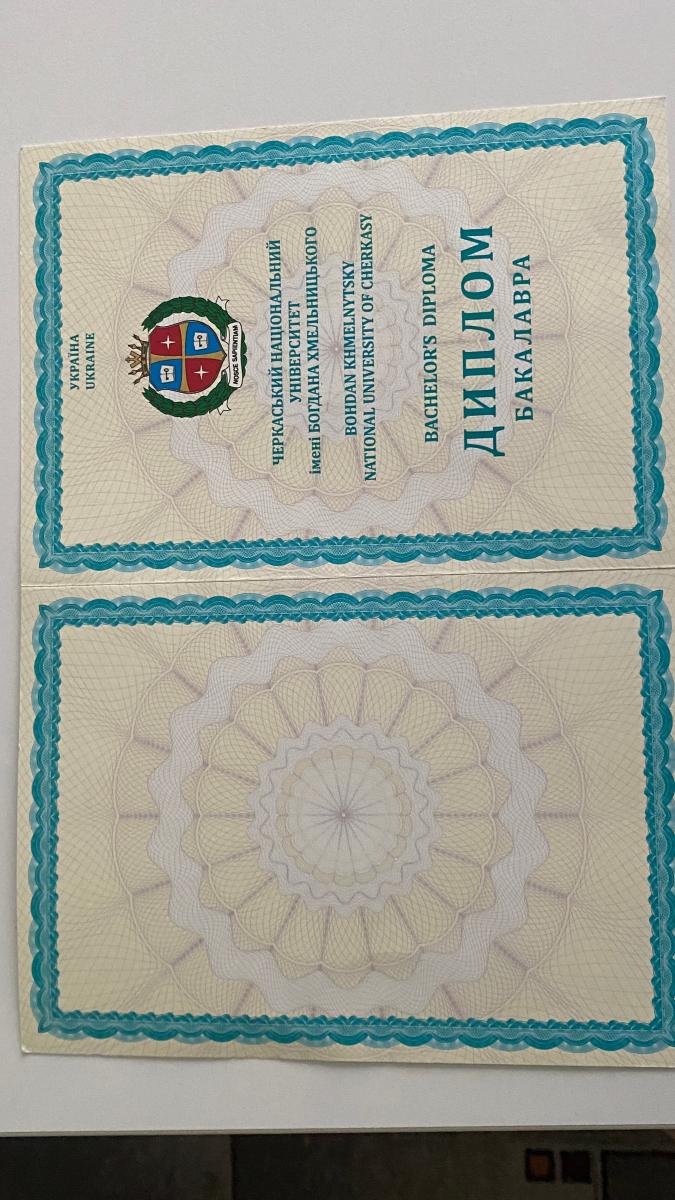 УКРАЇНА
UKRAINE
NOSCE SAPIENTIAM
ЧЕРКАСЬКИЙ НАЦІОНАЛЬНИЙ
УНІВЕРСИТЕТ
імені БОГДАНА ХМЕЛЬНИЦЬКОГО
BOHDAN KHMELNYTSKY
NATIONAL UNIVERSITY OF CHERKASY
BACHELOR'S DIPLOMA
ДИПЛОМ
БАКАЛАВРА